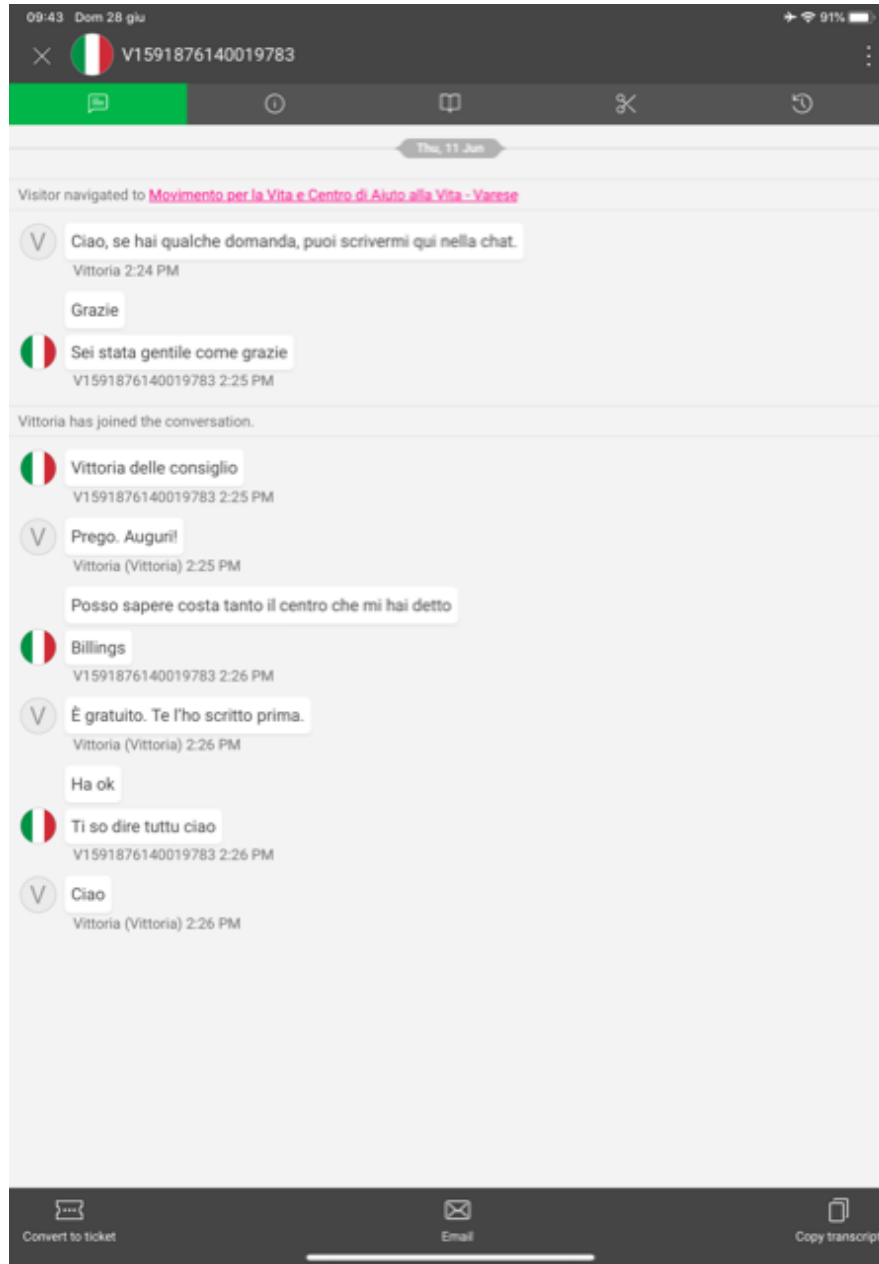 09:43 Dom 28 giu
91%
V1591876140019783
Thu, 11 Jun
Visitor navigated to Movimento per la Vita e Centro di Aiuto alla Vita - Varese
V
Ciao, se hai qualche domanda, puoi scrivermi qui nella chat.
Vittoria 2:24 PM
Grazie
Sei stata gentile come grazie
V1591876140019783 2:25 PM
Vittoria has joined the conversation.
Vittoria delle consiglio
V1591876140019783 2:25 PM
V
Prego. Auguri!
Vittoria (Vittoria) 2:25 PM
Posso sapere costa tanto il centro che mi hai detto
Billings
V1591876140019783 2:26 PM
V
È gratuito. Te l'ho scritto prima.
Vittoria (Vittoria) 2:26 PM
Ha ok
Ti so dire tuttu ciao
V1591876140019783 2:26 PM
V
Ciao
Vittoria (Vittoria) 2:26 PM
Convert to ticket
Email
Copy transcript